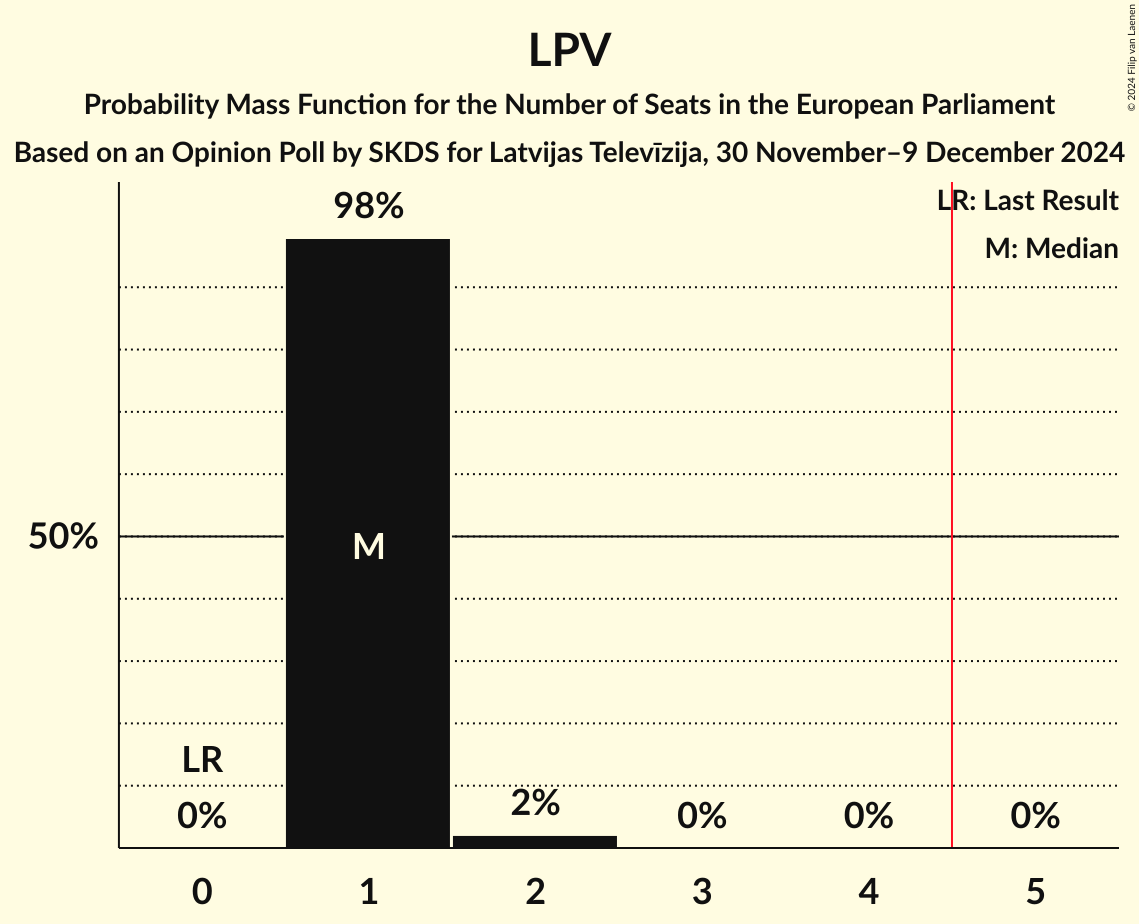 LPV
Probability Mass Function for the Number of Seats in the European Parliament
Based on an Opinion Poll by SKDS for Latvijas Televīzija, 30 November–9 December 2024
© 2024 Filip van Laenen
LR: Last Result
M: Median
98%
50%
M
LR
0%
2%
0%
0%
0%
0
1
2
3
4
5